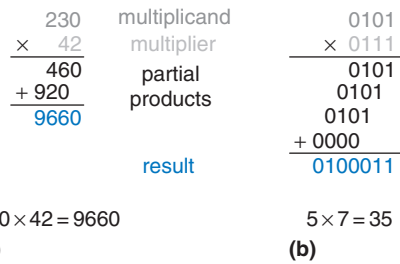 230 multiplicand
× 42 multiplier
460 partial
+ 920 products
9660 result
0101
× 0111
0101
0101
0101
+ 0000
0100011
0 × 42 = 9660
5 × 7 = 35
(b)